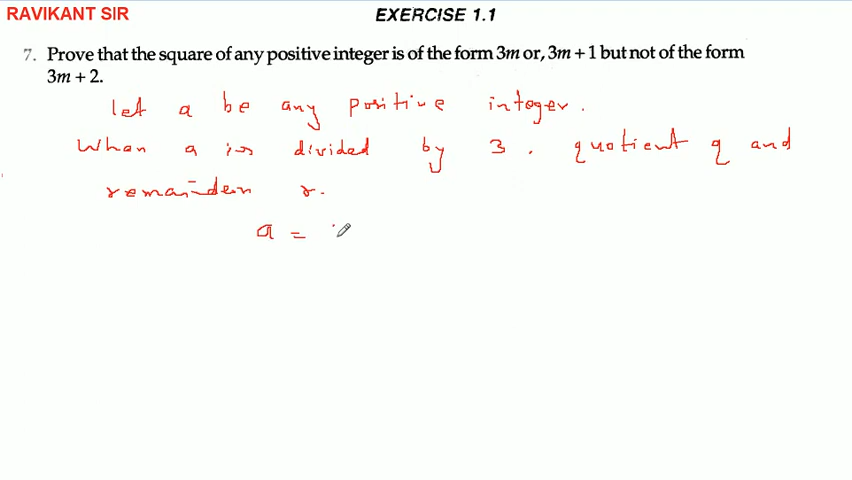 RAVIKANT SIR
EXERCISE 1.1
7. Prove that the square of any positive integer is of the form 3m or, 3m + 1 but not of the form
3m + 2.
let a be any positive integer.
When a is divided by 3. quotient q and
remainder r.
a =